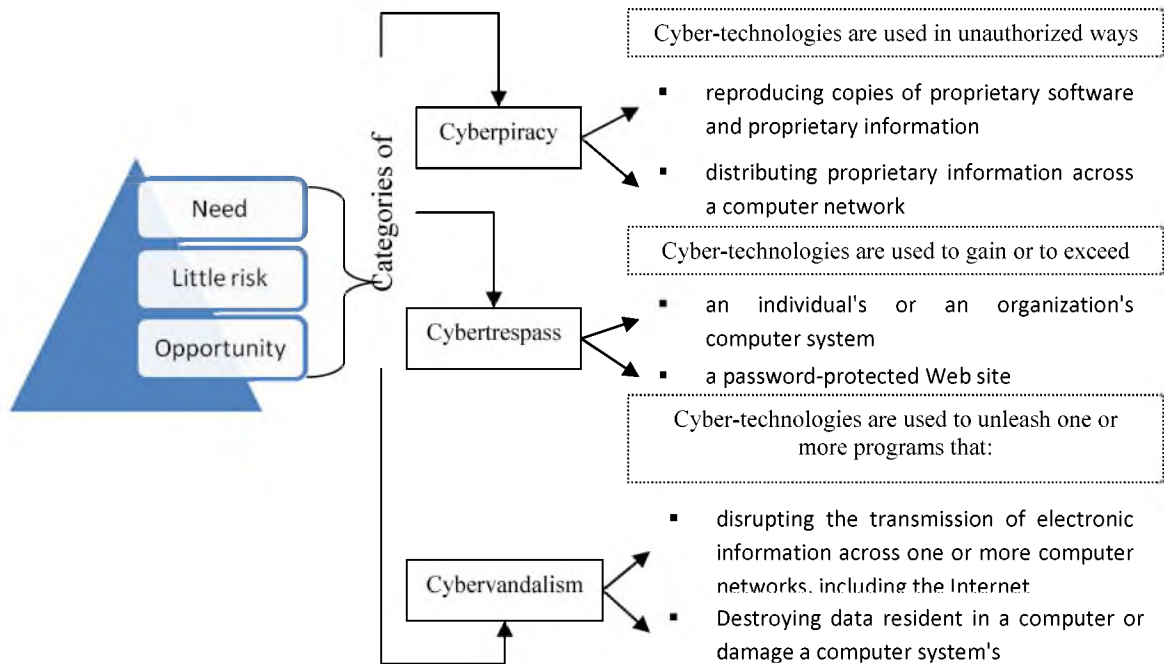 Need
Little risk
Opportunity
Categories of
Cyberpiracy
Cyber-technologies are used in unauthorized ways
▪ reproducing copies of proprietary software
and proprietary information
▪ distributing proprietary information across
a computer network
Cybertrespass
Cyber-technologies are used to gain or to exceed
▪ an individual's or an organization's
computer system
▪ a password-protected Web site
Cybervandalism
Cyber-technologies are used to unleash one or
more programs that:
▪ disrupting the transmission of electronic
information across one or more computer
networks, including the Internet
▪ Destroying data resident in a computer or
damage a computer system's